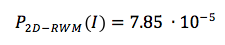 P₂D₋RWM(I) = 7.85 · 10⁻⁵